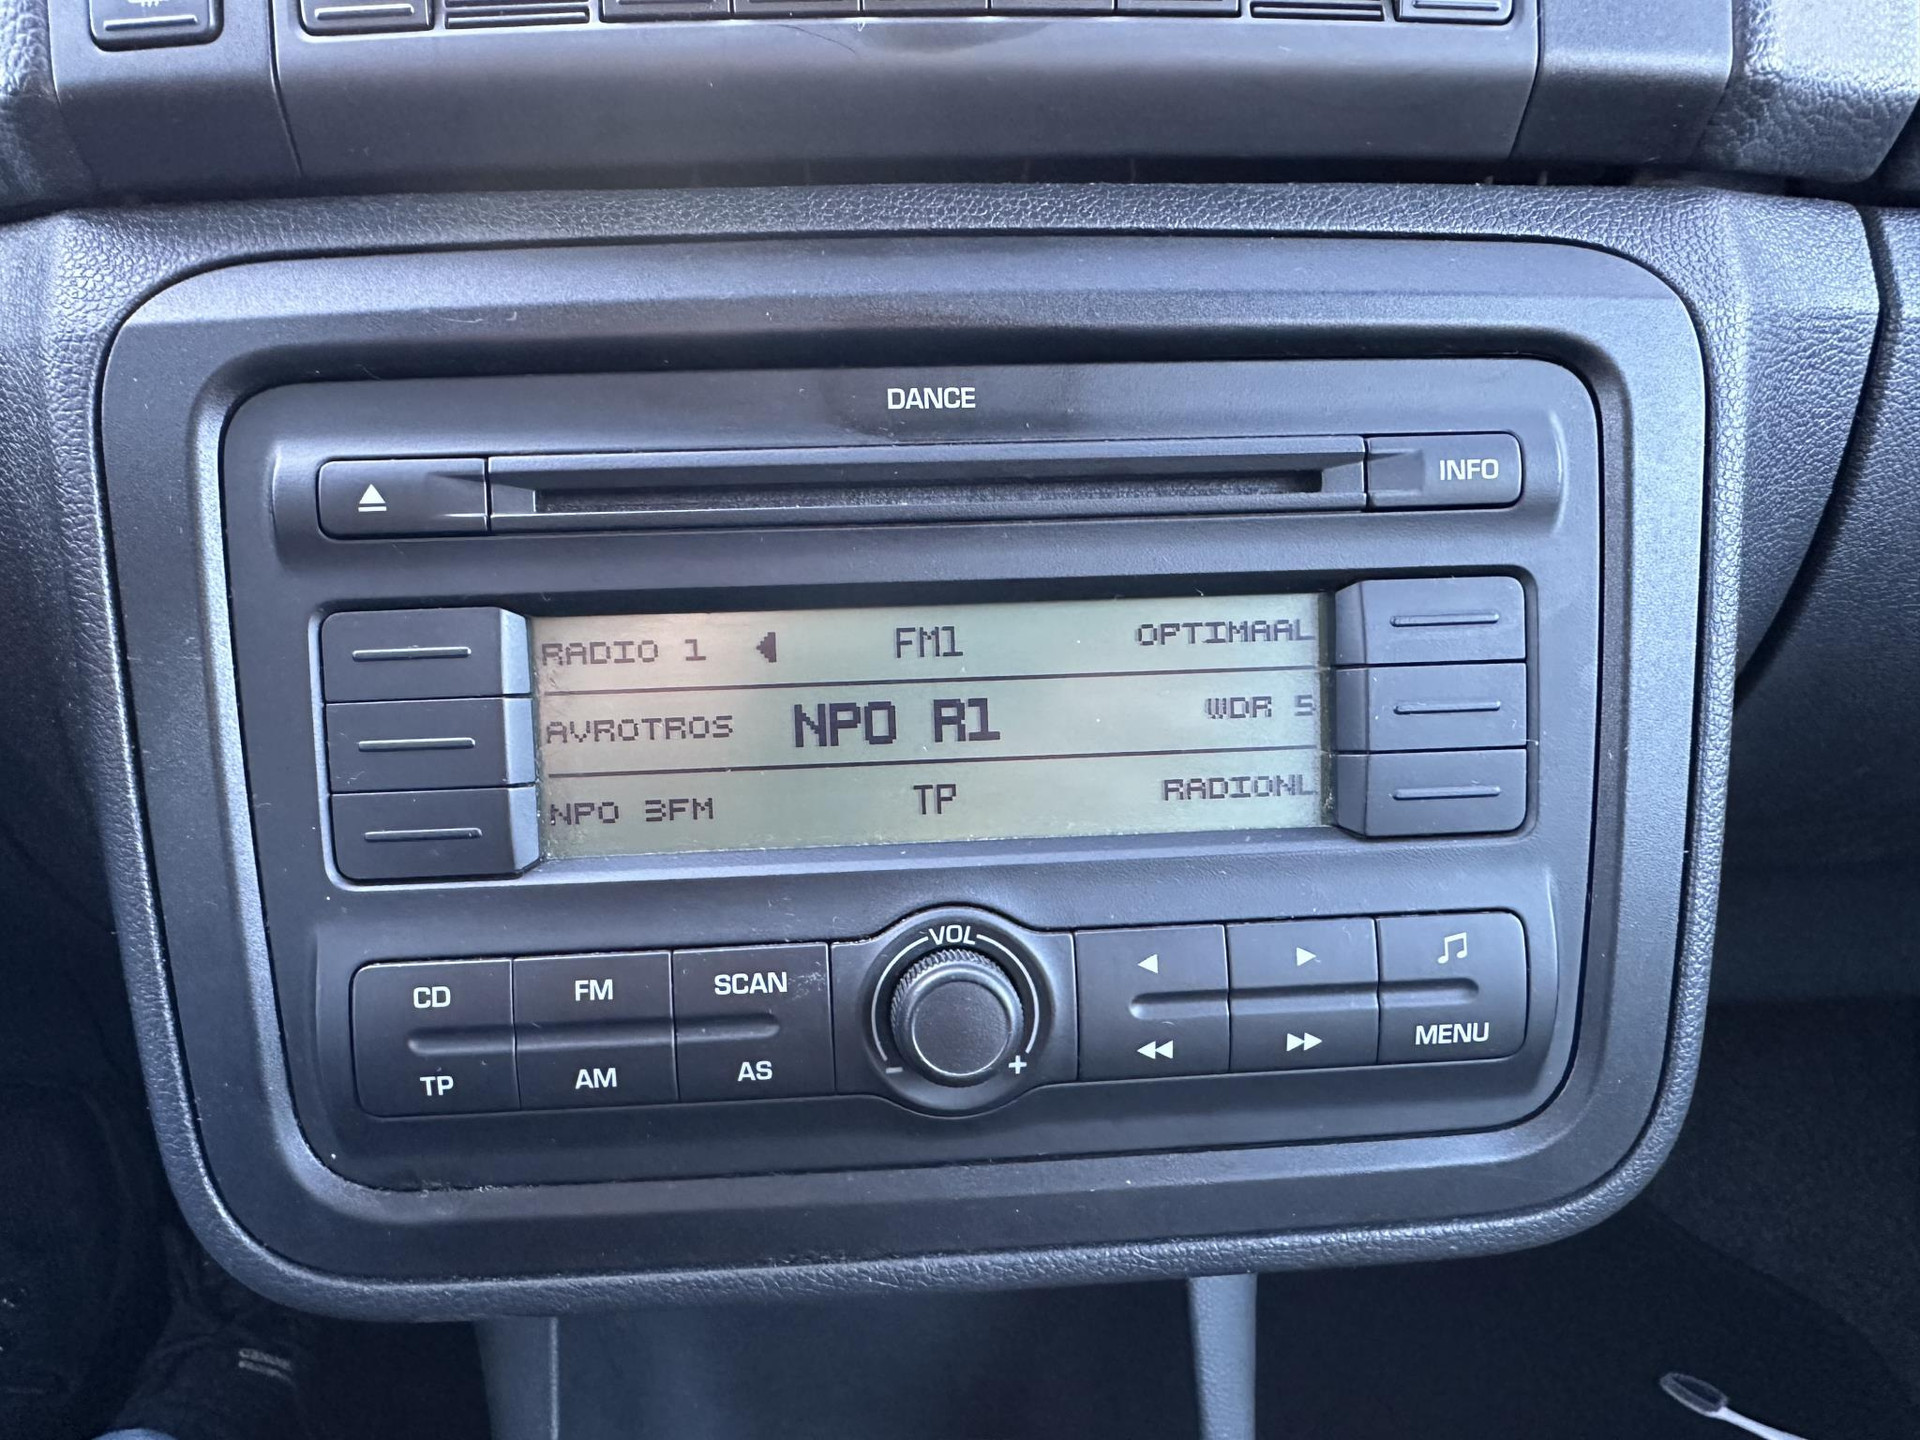 DANCE
INFO
RADIO 1 FM1 OPTIMAAL
AVROTROS NPO R1 WDR 5
NPO 3FM TP RADIONL
VOL
CD FM SCAN
- +
TP AM AS MENU